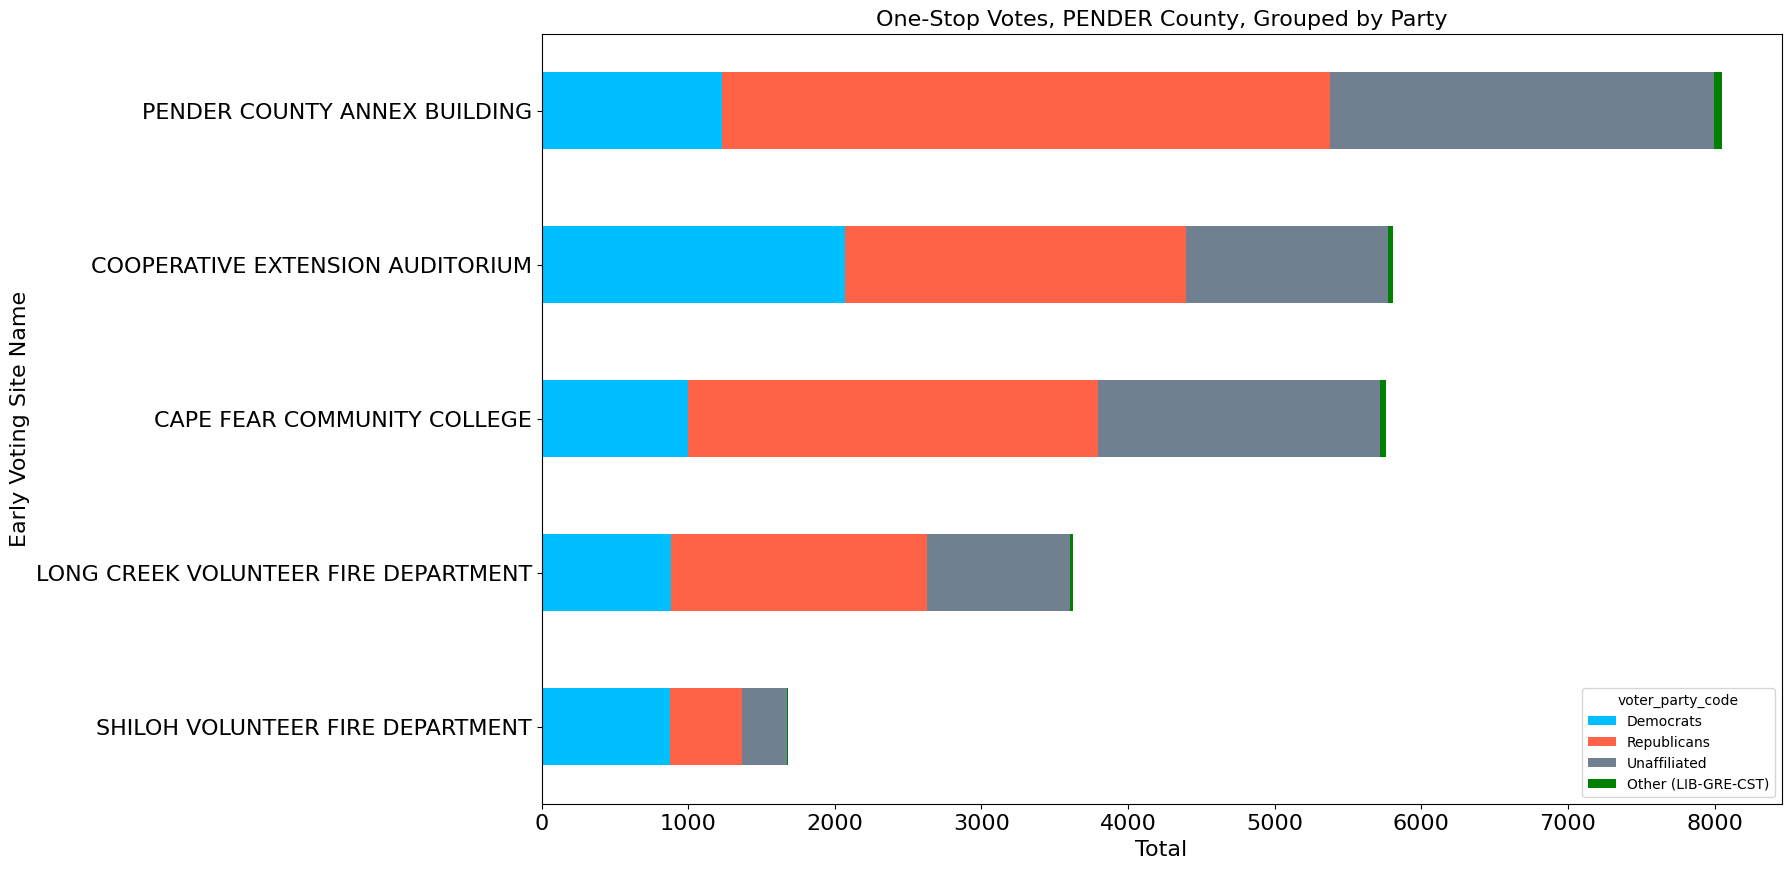 One-Stop Votes, PENDER County, Grouped by Party
Early Voting Site Name
PENDER COUNTY ANNEX BUILDING
COOPERATIVE EXTENSION AUDITORIUM
CAPE FEAR COMMUNITY COLLEGE
LONG CREEK VOLUNTEER FIRE DEPARTMENT
SHILOH VOLUNTEER FIRE DEPARTMENT
voter_party_code
Democrats
Republicans
Unaffiliated
Other (LIB-GRE-CST)
0 1000 2000 3000 4000 5000 6000 7000 8000
Total